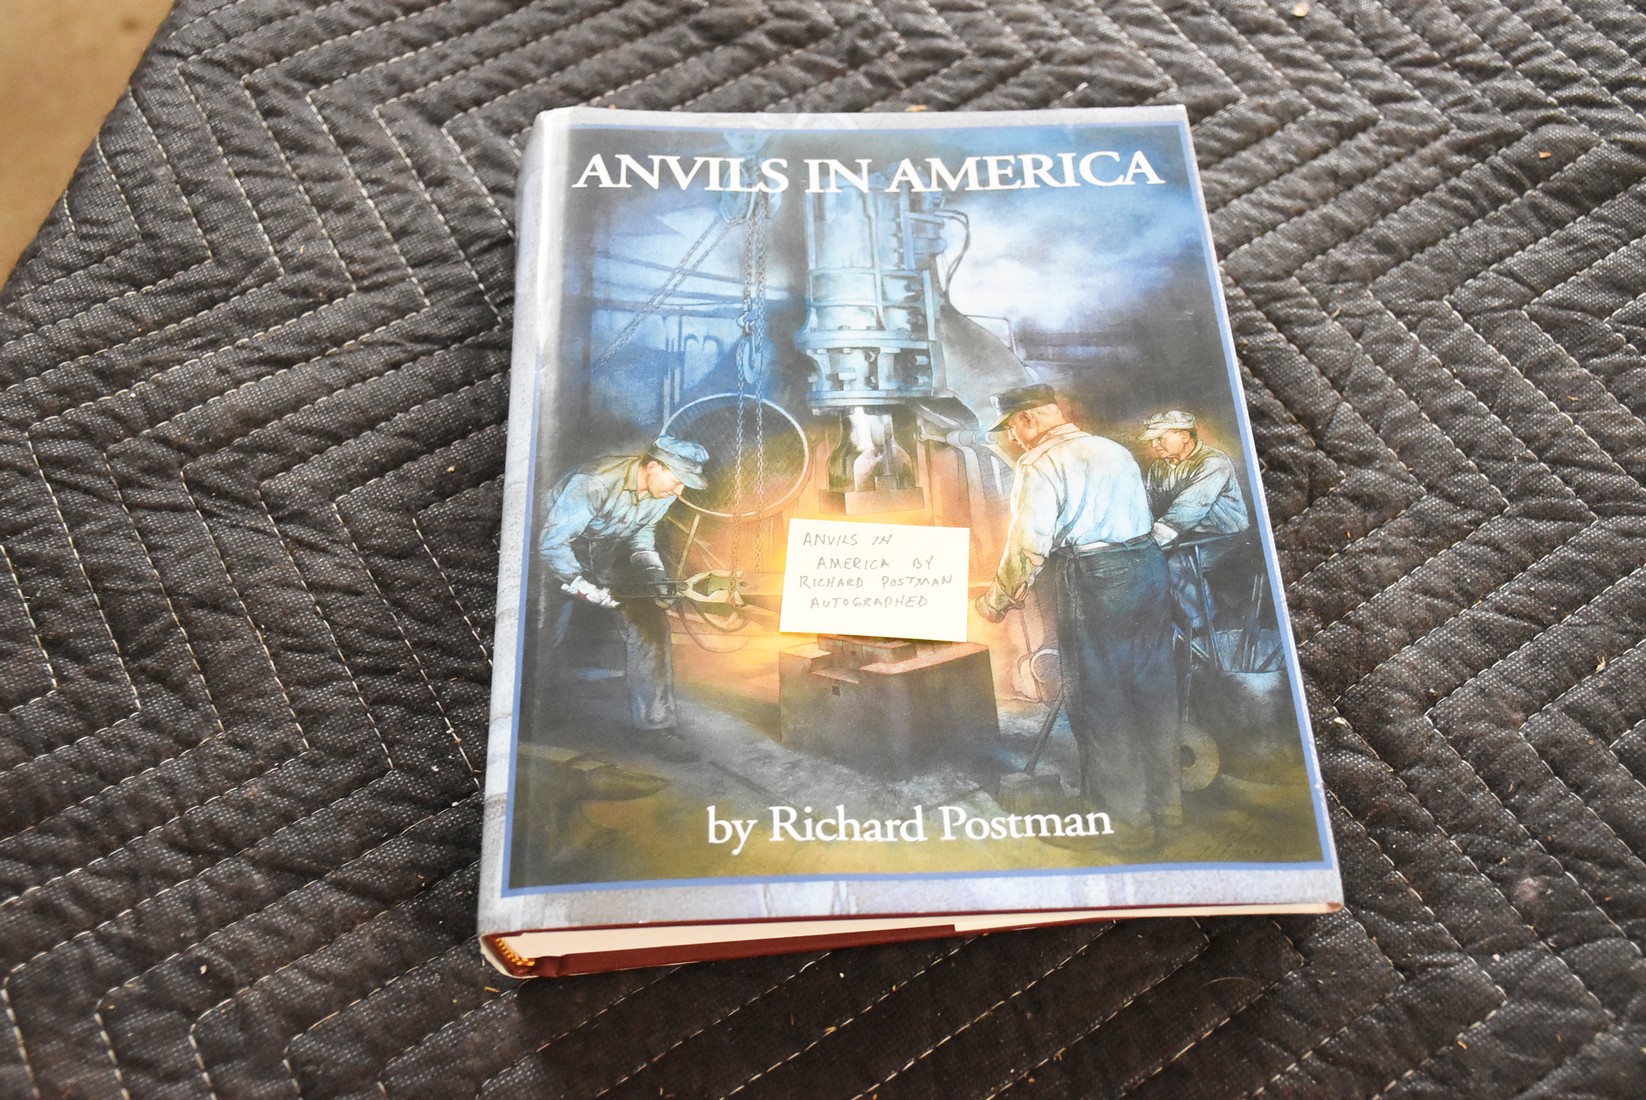 ANVILS IN AMERICA
ANVILS IN
AMERICA BY
RICHARD POSTMAN
AUTOGRAPHED
by Richard Postman